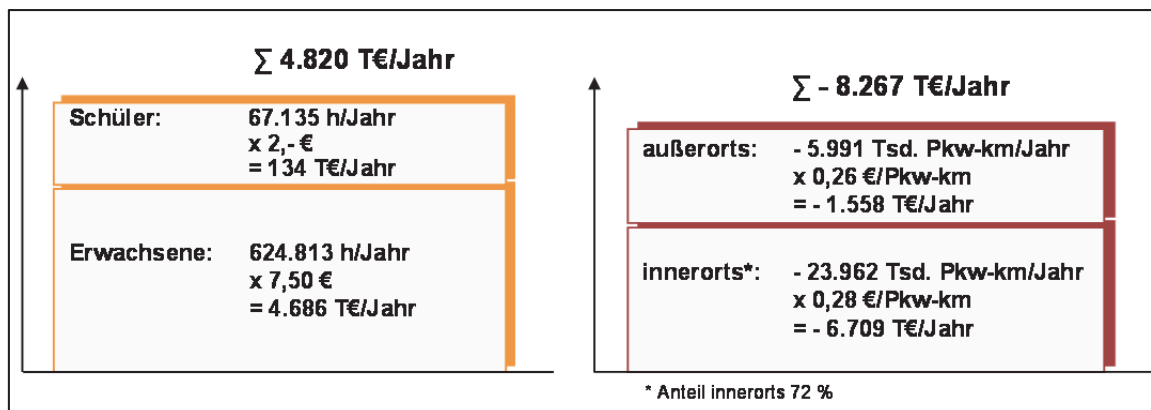 ∑ 4.820 T€/Jahr
Schüler: 67.135 h/Jahr
x 2,- €
= 134 T€/Jahr
Erwachsene: 624.813 h/Jahr
x 7,50 €
= 4.686 T€/Jahr
∑ - 8.267 T€/Jahr
außerorts: - 5.991 Tsd. Pkw-km/Jahr
x 0,26 €/Pkw-km
= - 1.558 T€/Jahr
innerorts*: - 23.962 Tsd. Pkw-km/Jahr
x 0,28 €/Pkw-km
= - 6.709 T€/Jahr
* Anteil innerorts 72 %